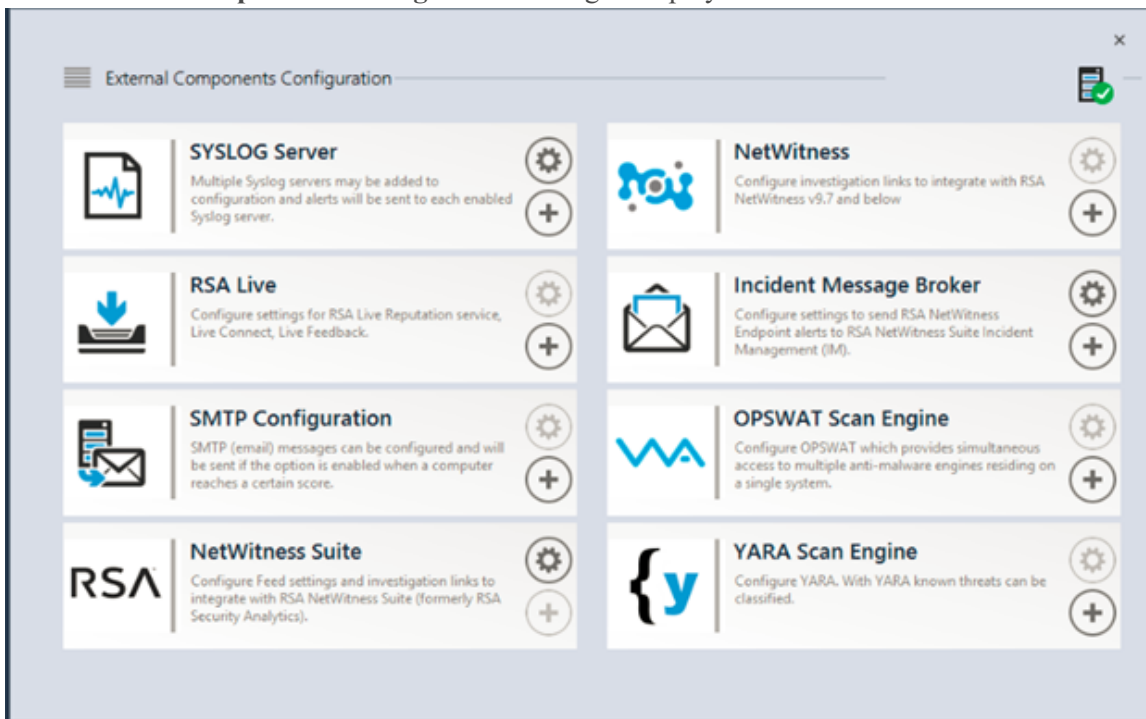 External Components Configuration
SYSLOG Server
Multiple Syslog servers may be added to
configuration and alerts will be sent to each enabled
Syslog server.
NetWitness
Configure investigation links to integrate with RSA
NetWitness v9.7 and below
RSA Live
Configure settings for RSA Live Reputation service,
Live Connect, Live Feedback.
Incident Message Broker
Configure settings to send RSA NetWitness
Endpoint alerts to RSA NetWitness Suite Incident
Management (IM).
SMTP Configuration
SMTP (email) messages can be configured and will
be sent if the option is enabled when a computer
reaches a certain score.
OPSWAT Scan Engine
Configure OPSWAT which provides simultaneous
access to multiple anti-malware engines residing on
a single system.
RSA
NetWitness Suite
Configure Feed settings and investigation links to
integrate with RSA NetWitness Suite (formerly RSA
Security Analytics).
{y
YARA Scan Engine
Configure YARA. With YARA known threats can be
classified.